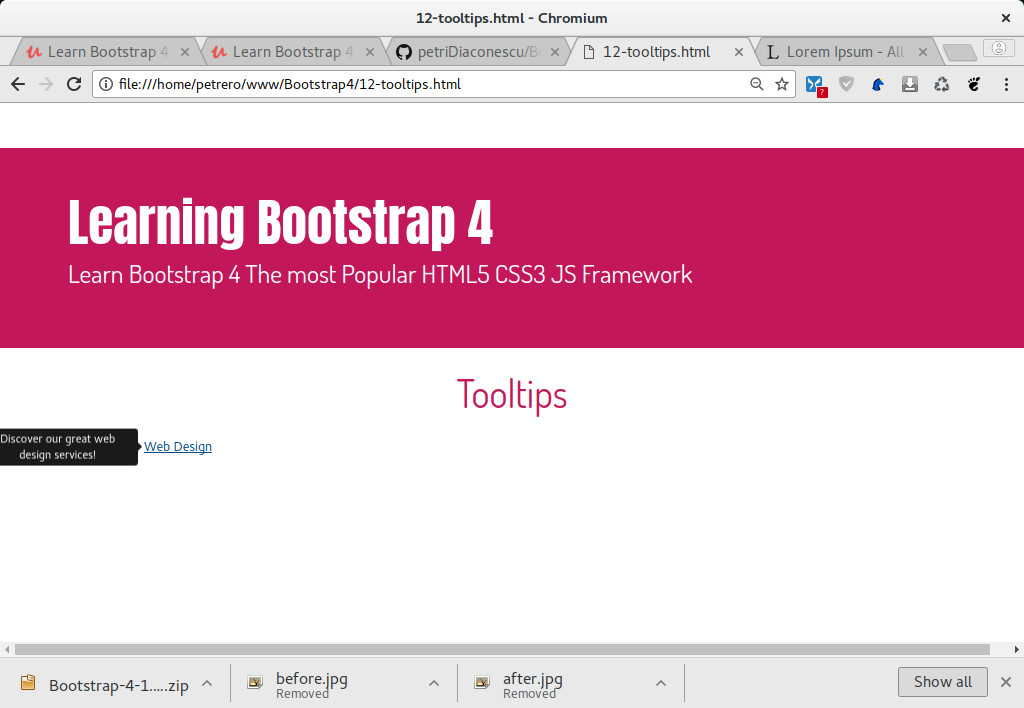 12-tooltips.html - Chromium
Learn Bootstrap 4
Learn Bootstrap 4
petriDiaconescu/Bo
12-tooltips.html
Lorem Ipsum - All
file:///home/petrero/www/Bootstrap4/12-tooltips.html
?
Learning Bootstrap 4
Learn Bootstrap 4 The most Popular HTML5 CSS3 JS Framework
Tooltips
Discover our great web
design services!
Web Design
Bootstrap-4-1.....zip
before.jpg
Removed
after.jpg
Removed
Show all